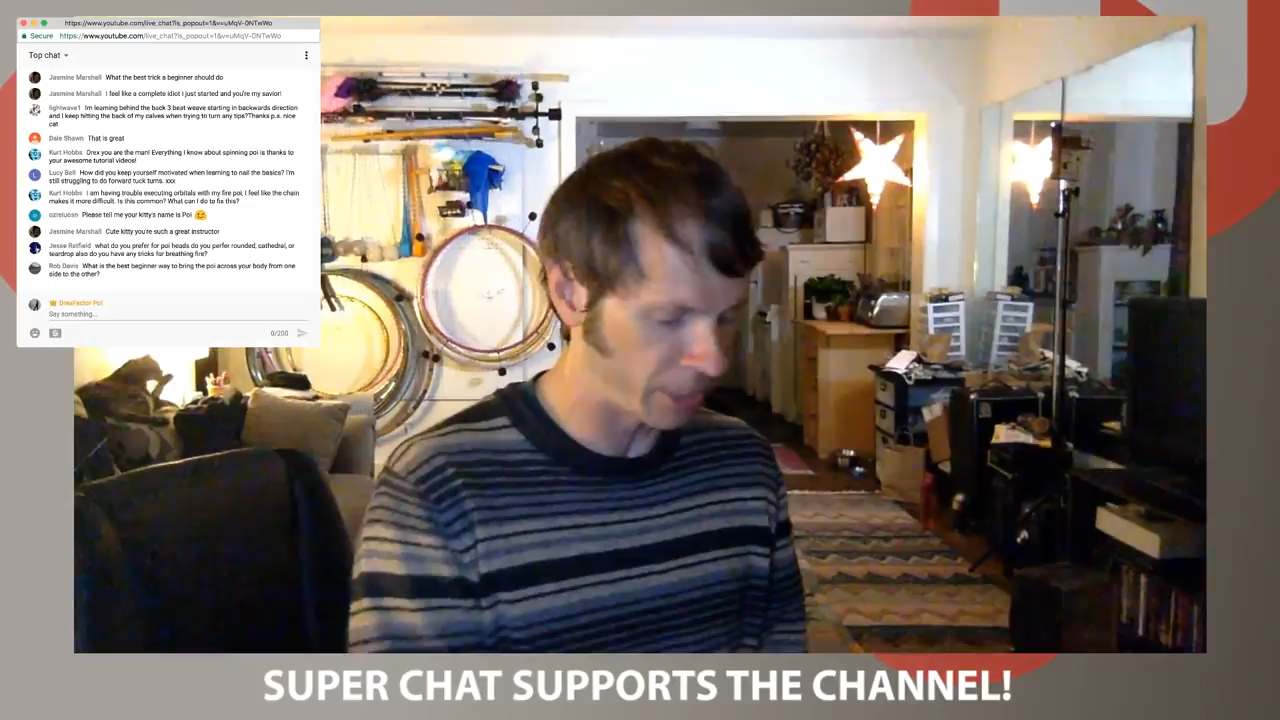 https://www.youtube.com/live_chat?is_popout=1&v=uMqV-0NTwWo
Secure https://www.youtube.com/live_chat?is_popout=1&v=uMqV-0NTwWo
Top chat
Jasmine Marshall What the best trick a beginner should do
Jasmine Marshall I feel like a complete idiot I just started and you're my savior!
lightwave1 Im learning behind the back 3 beat weave starting in backwards direction
and I keep hitting the back of my calves when trying to turn any tips?Thanks p.s. nice
cat
Dale Shawn That is great
Kurt Hobbs Drex you are the man! Everything I know about spinning poi is thanks to
your awesome tutorial videos!
Lucy Bell How did you keep yourself motivated when learning to nail the basics? I'm
still struggling to do forward tuck turns. xxx
Kurt Hobbs I am having trouble executing orbitals with my fire poi, I feel like the chain
makes it more difficult. Is this common? What can I do to fix this?
ozreiuosn Please tell me your kitty's name is Poi
Jasmine Marshall Cute kitty you're such a great instructor
Jesse Ratfield what do you prefer for poi heads do you perfer rounded, cathedral, or
teardrop also do you have any tricks for breathing fire?
Rob Davis What is the best beginner way to bring the poi across your body from one
side to the other?
DrexFactor Poi
Say something...
0/200
SUPER CHAT SUPPORTS THE CHANNEL!